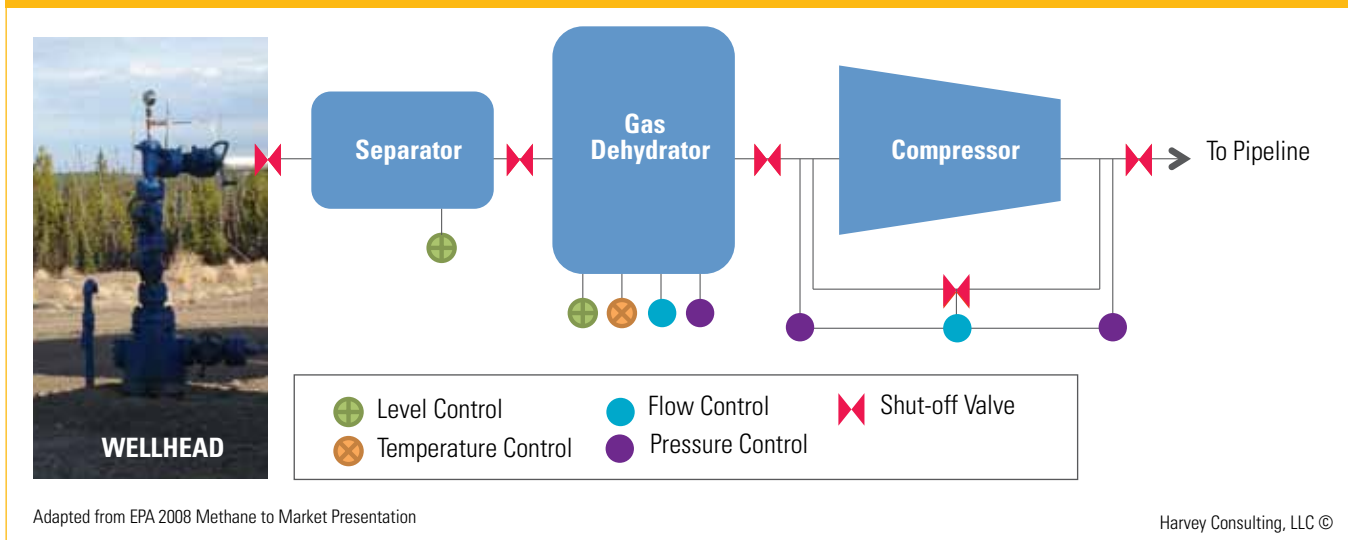 Separator
Gas
Dehydrator
Compressor
To Pipeline
WELLHEAD
Level Control
Flow Control
Shut-off Valve
Temperature Control
Pressure Control
Adapted from EPA 2008 Methane to Market Presentation
Harvey Consulting, LLC ©